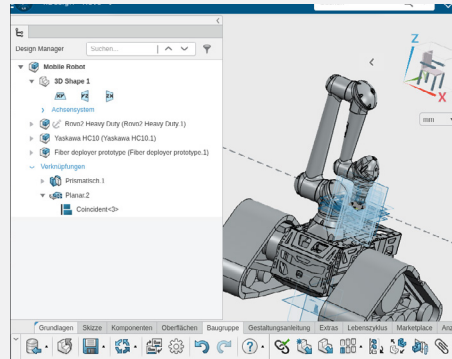 Design Manager
Suchen...
Mobile Robot
3D Shape 1
XY YZ ZX
Achsensystem
Rovo2 Heavy Duty (Rovo2 Heavy Duty.1)
Yaskawa HC10 (Yaskawa HC10.1)
Fiber deployer prototype (Fiber deployer prototype.1)
Verknüpfungen
Prismatisch.1
Planar.2
Coincident<3>
Z
X
mm
Grundlagen Skizze Komponenten Oberflächen Baugruppe Gestaltungsanleitung Extras Lebenszyklus Marketplace